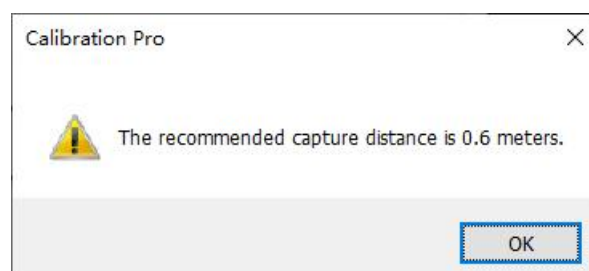 Calibration Pro
The recommended capture distance is 0.6 meters.
OK